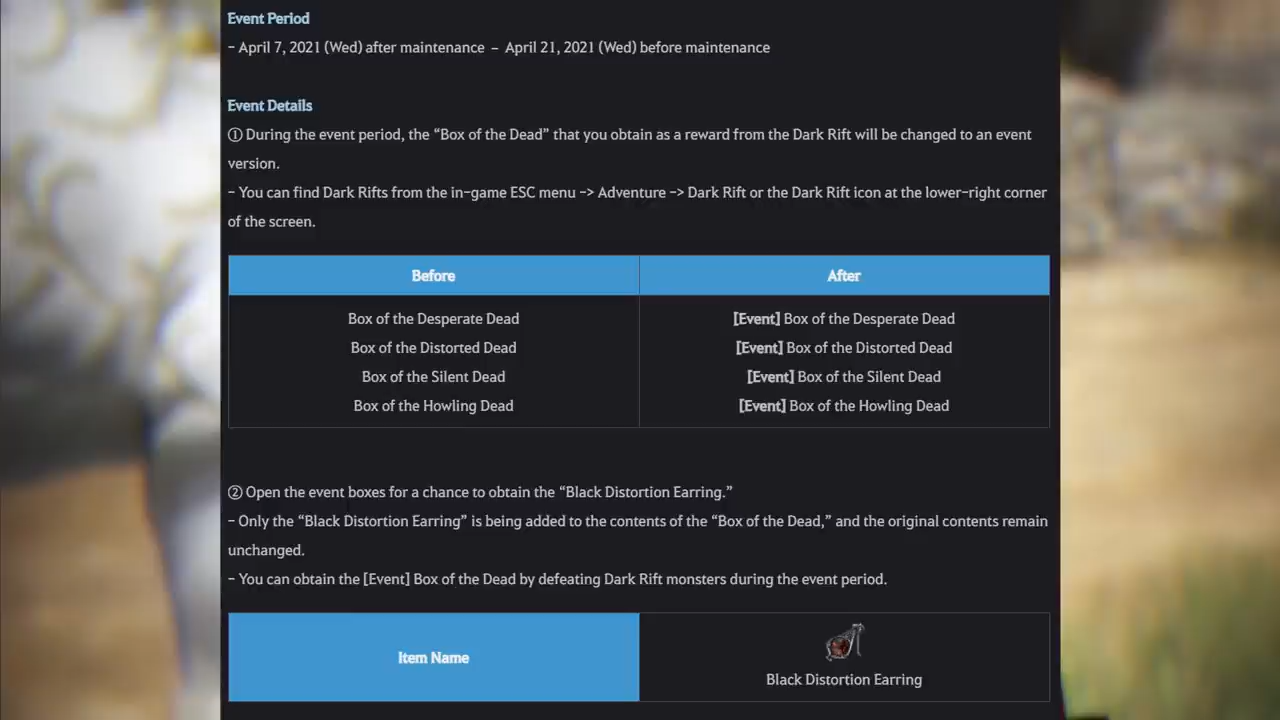 Event Period
– April 7, 2021 (Wed) after maintenance – April 21, 2021 (Wed) before maintenance
Event Details
① During the event period, the “Box of the Dead” that you obtain as a reward from the Dark Rift will be changed to an event
version.
– You can find Dark Rifts from the in-game ESC menu –> Adventure –> Dark Rift or the Dark Rift icon at the lower-right corner
of the screen.
Before After
Box of the Desperate Dead [Event] Box of the Desperate Dead
Box of the Distorted Dead [Event] Box of the Distorted Dead
Box of the Silent Dead [Event] Box of the Silent Dead
Box of the Howling Dead [Event] Box of the Howling Dead
② Open the event boxes for a chance to obtain the “Black Distortion Earring.”
– Only the “Black Distortion Earring” is being added to the contents of the “Box of the Dead,” and the original contents remain
unchanged.
– You can obtain the [Event] Box of the Dead by defeating Dark Rift monsters during the event period.
Item Name
Black Distortion Earring